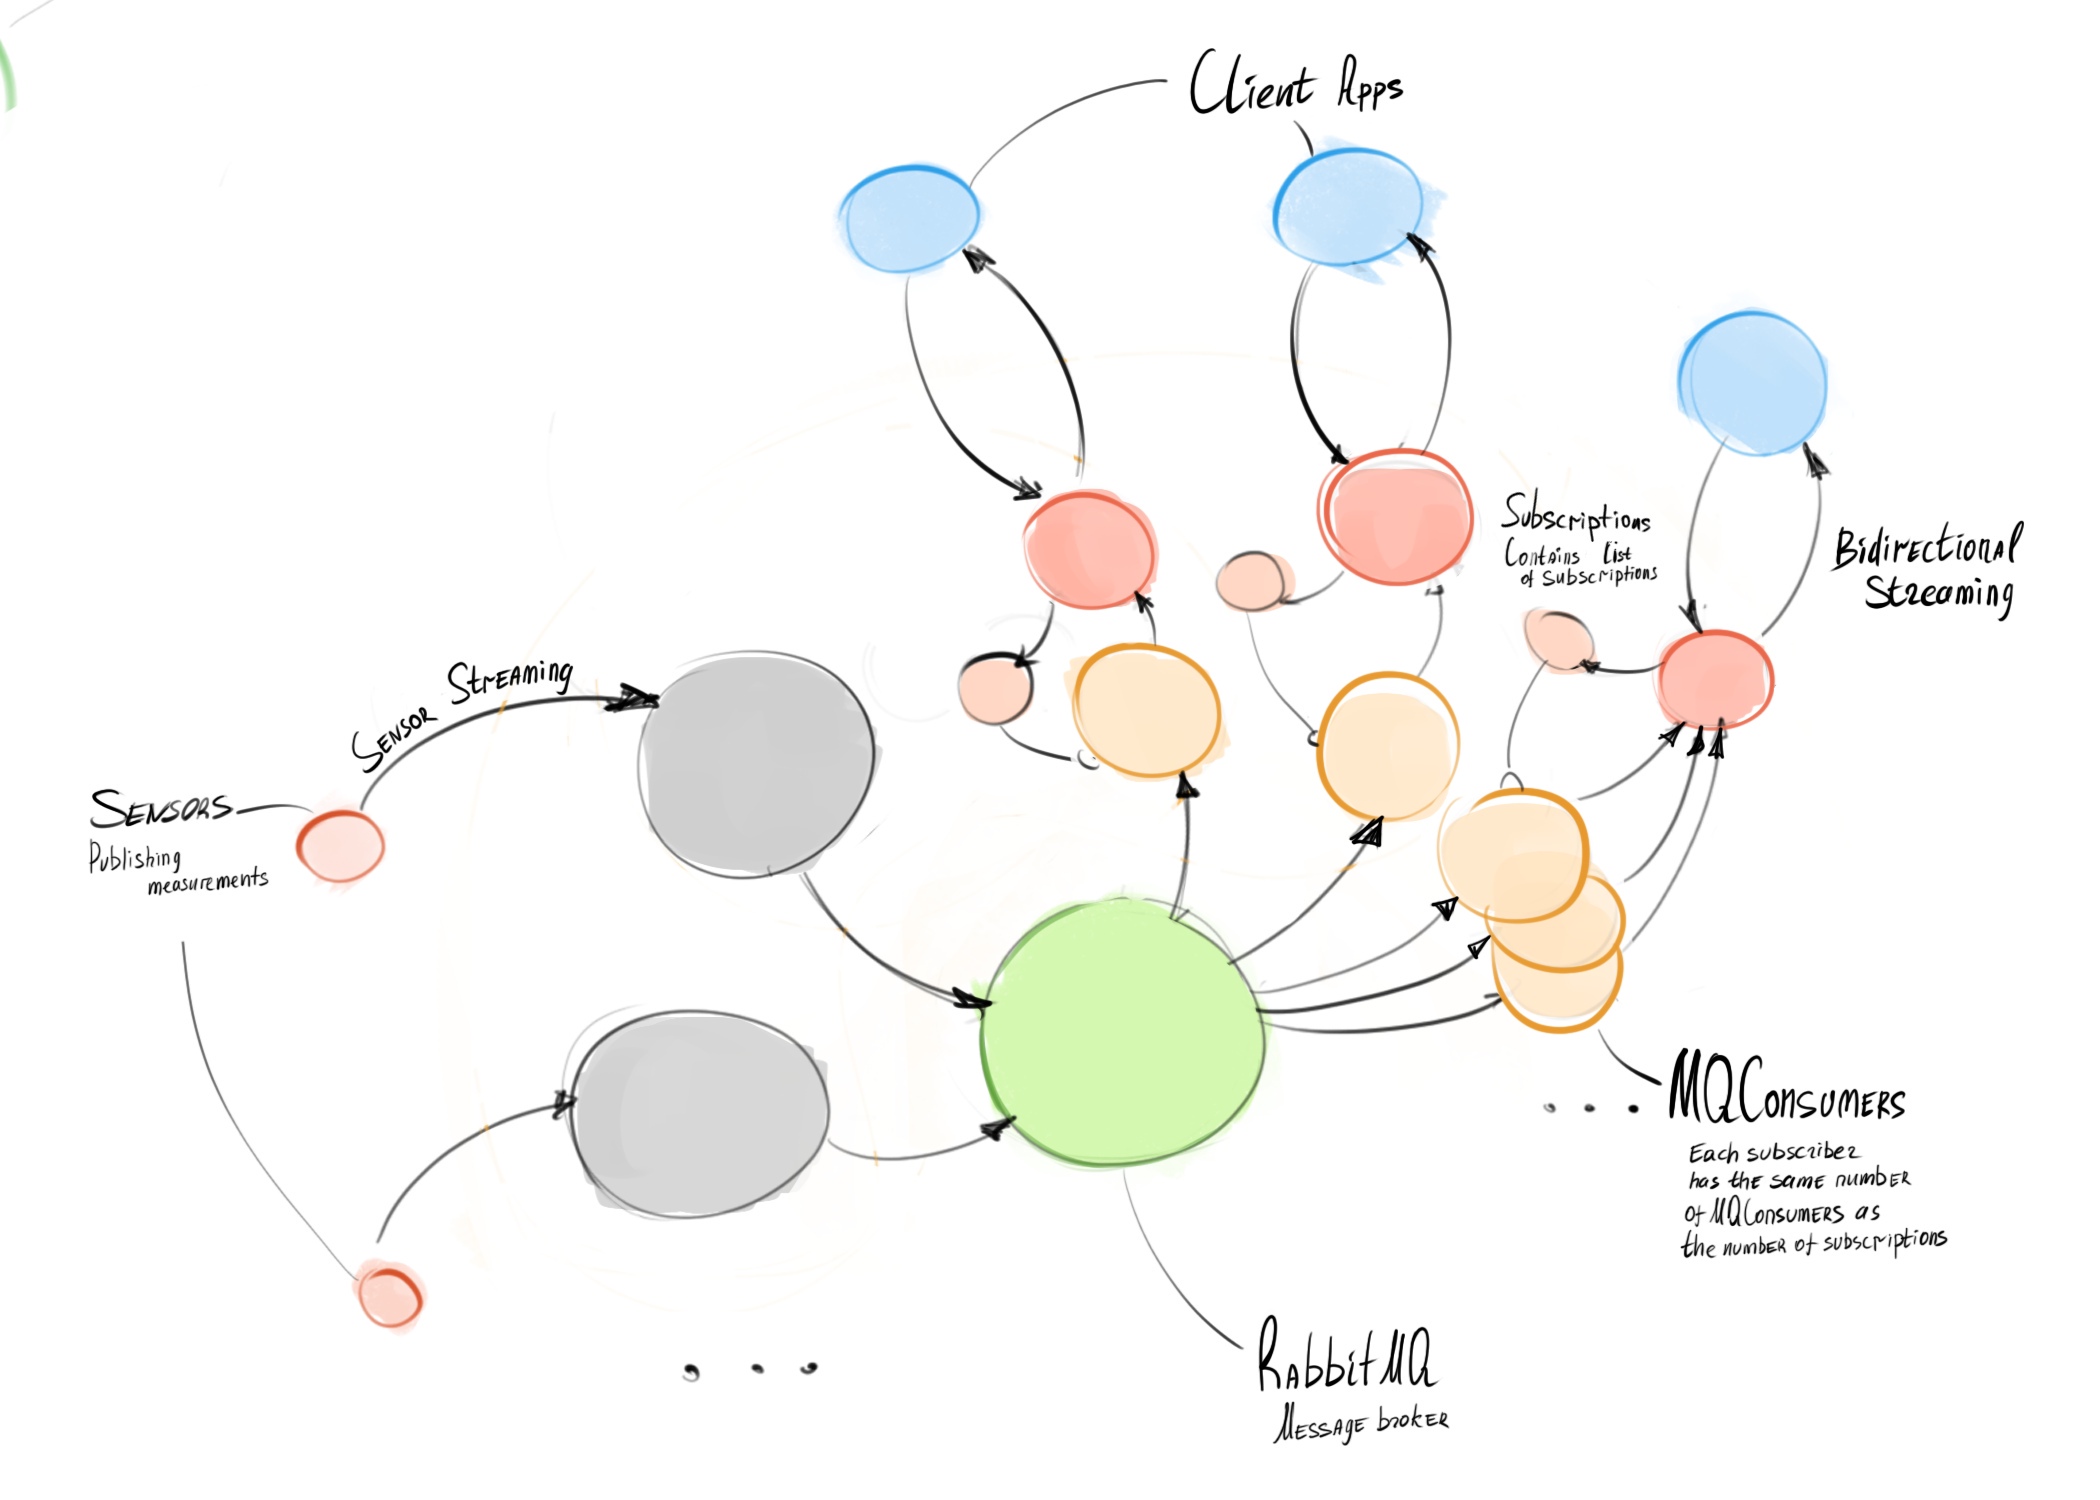 Client Apps
Subscriptions
Contains list
of subscriptions
Bidirectional
Streaming
Sensor Streaming
Sensors
Publishing
measurements
MQConsumers
Each subscriber
has the same number
of MQConsumers as
the number of subscriptions
RabbitMQ
Message broker